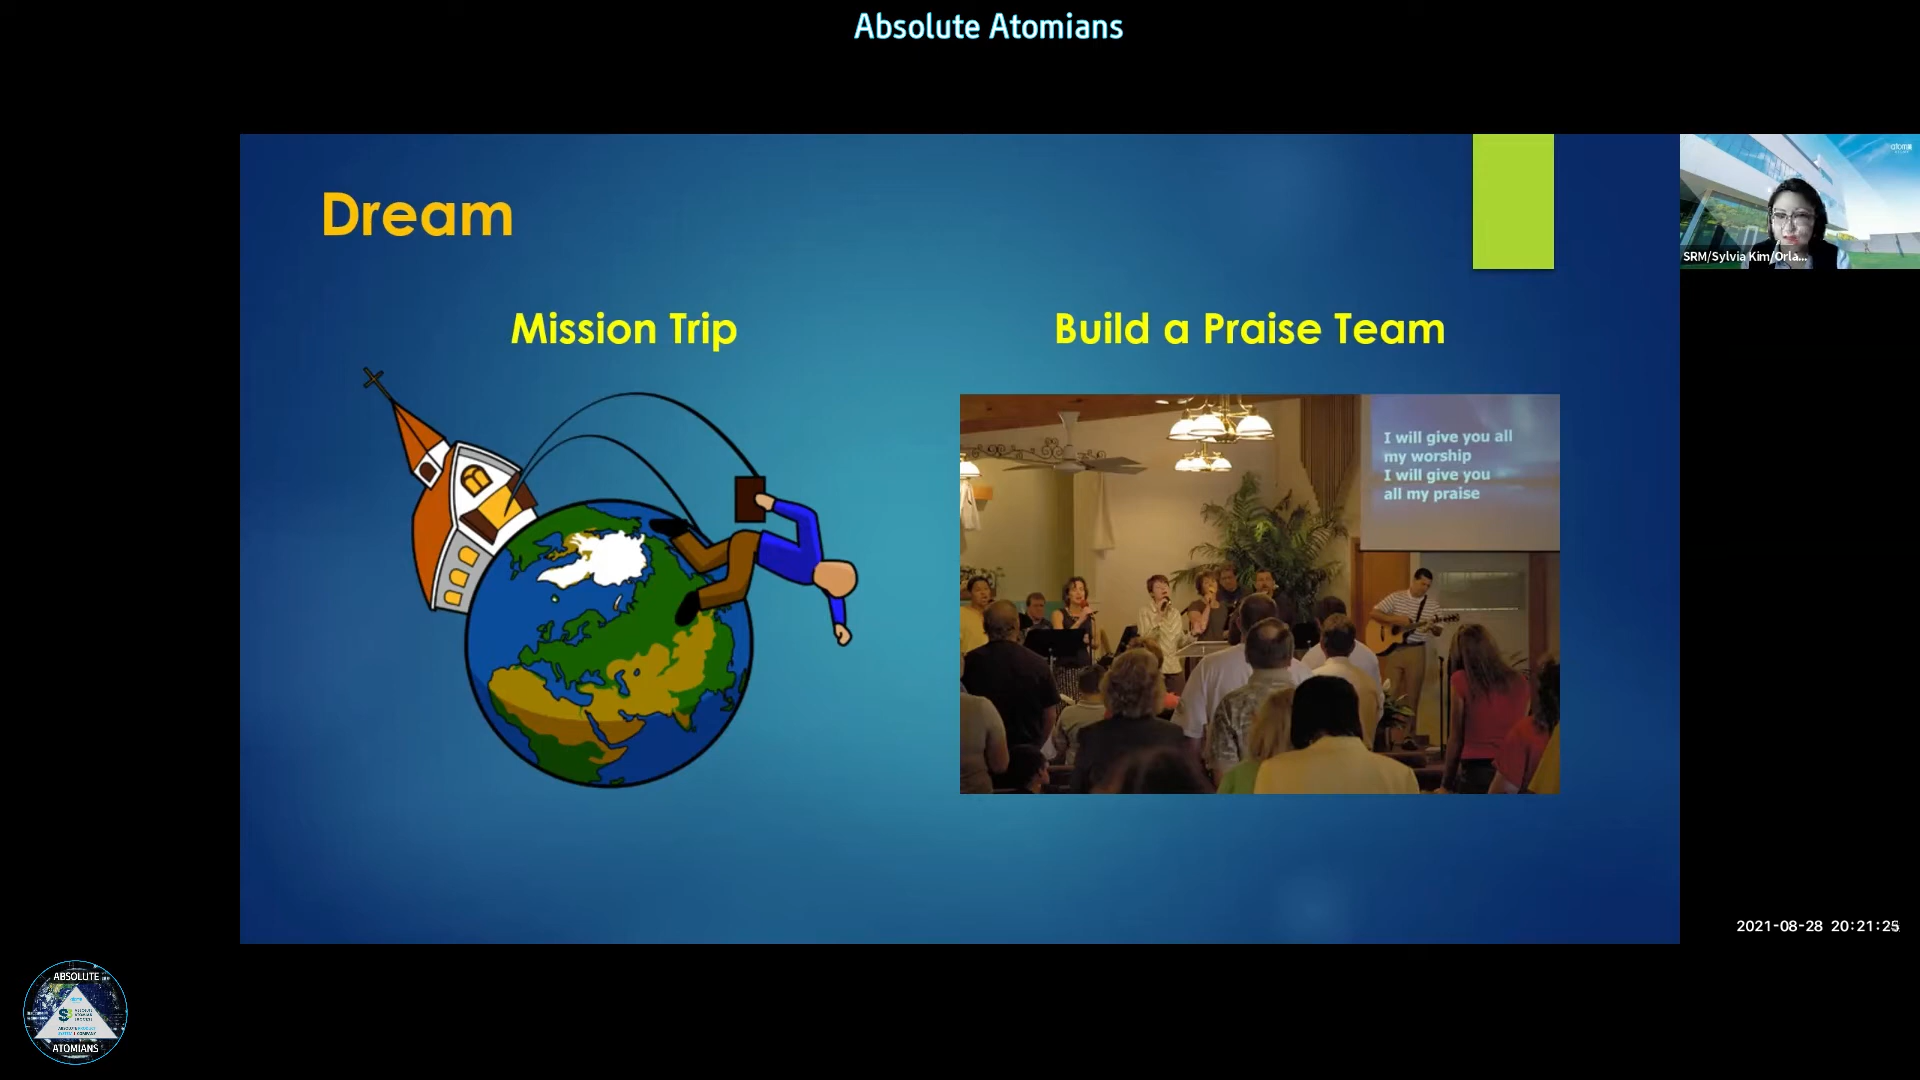 Absolute Atomians
Dream
Mission Trip
Build a Praise Team
I will give you all
my worship
I will give you
all my praise
SRM/Sylvia Kim/Orla...
2021-08-28 20:21:25
ABSOLUTE
ATOMIANS